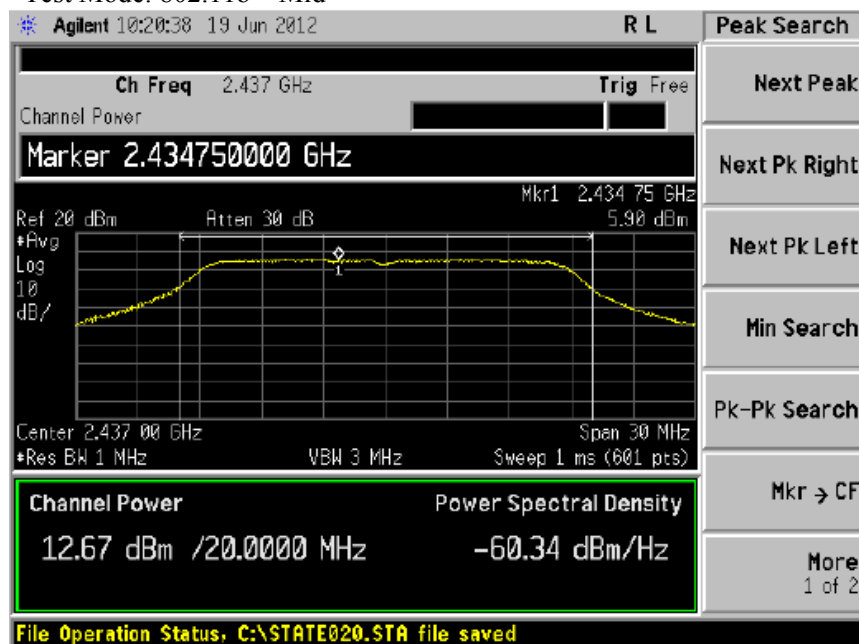 Agilent 10:20:38 19 Jun 2012 R L
Peak Search
Ch Freq 2.437 GHz Trig Free
Channel Power
Marker 2.434750000 GHz
Mkr1 2.434 75 GHz
Ref 20 dBm Atten 30 dB 5.90 dBm
#Avg
Log
10
dB/
1
Center 2.437 00 GHz Span 30 MHz
#Res BW 1 MHz VBW 3 MHz Sweep 1 ms (601 pts)
Channel Power Power Spectral Density
12.67 dBm /20.0000 MHz -60.34 dBm/Hz
File Operation Status, C:\STATE020.STA file saved
Next Peak
Next Pk Right
Next Pk Left
Min Search
Pk-Pk Search
Mkr → CF
More
1 of 2